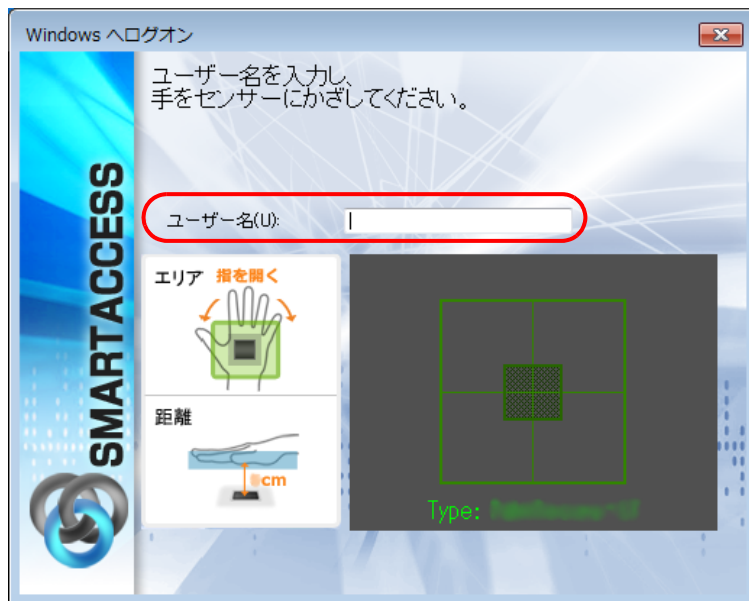 Windows へログオン
ユーザー名を入力し、
手をセンサーにかざしてください。
SMARTACCESS
ユーザー名(U):
エリア 指を開く
距離
cm
Type: